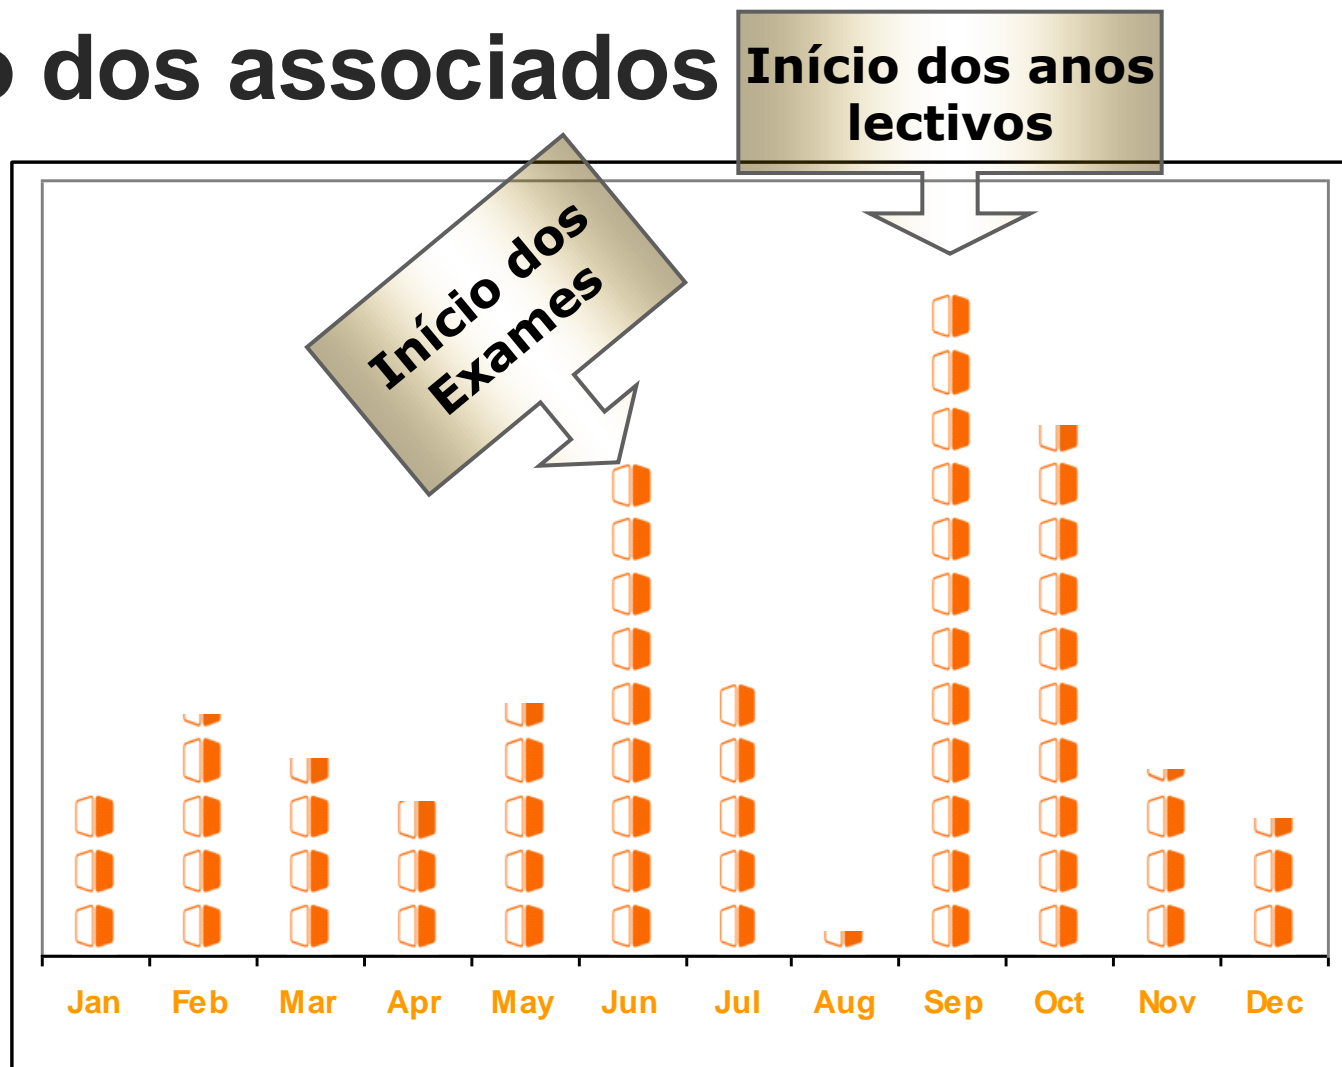 dos associados
Início dos anos
lectivos
Início dos
Exames
Jan Feb Mar Apr May Jun Jul Aug Sep Oct Nov Dec